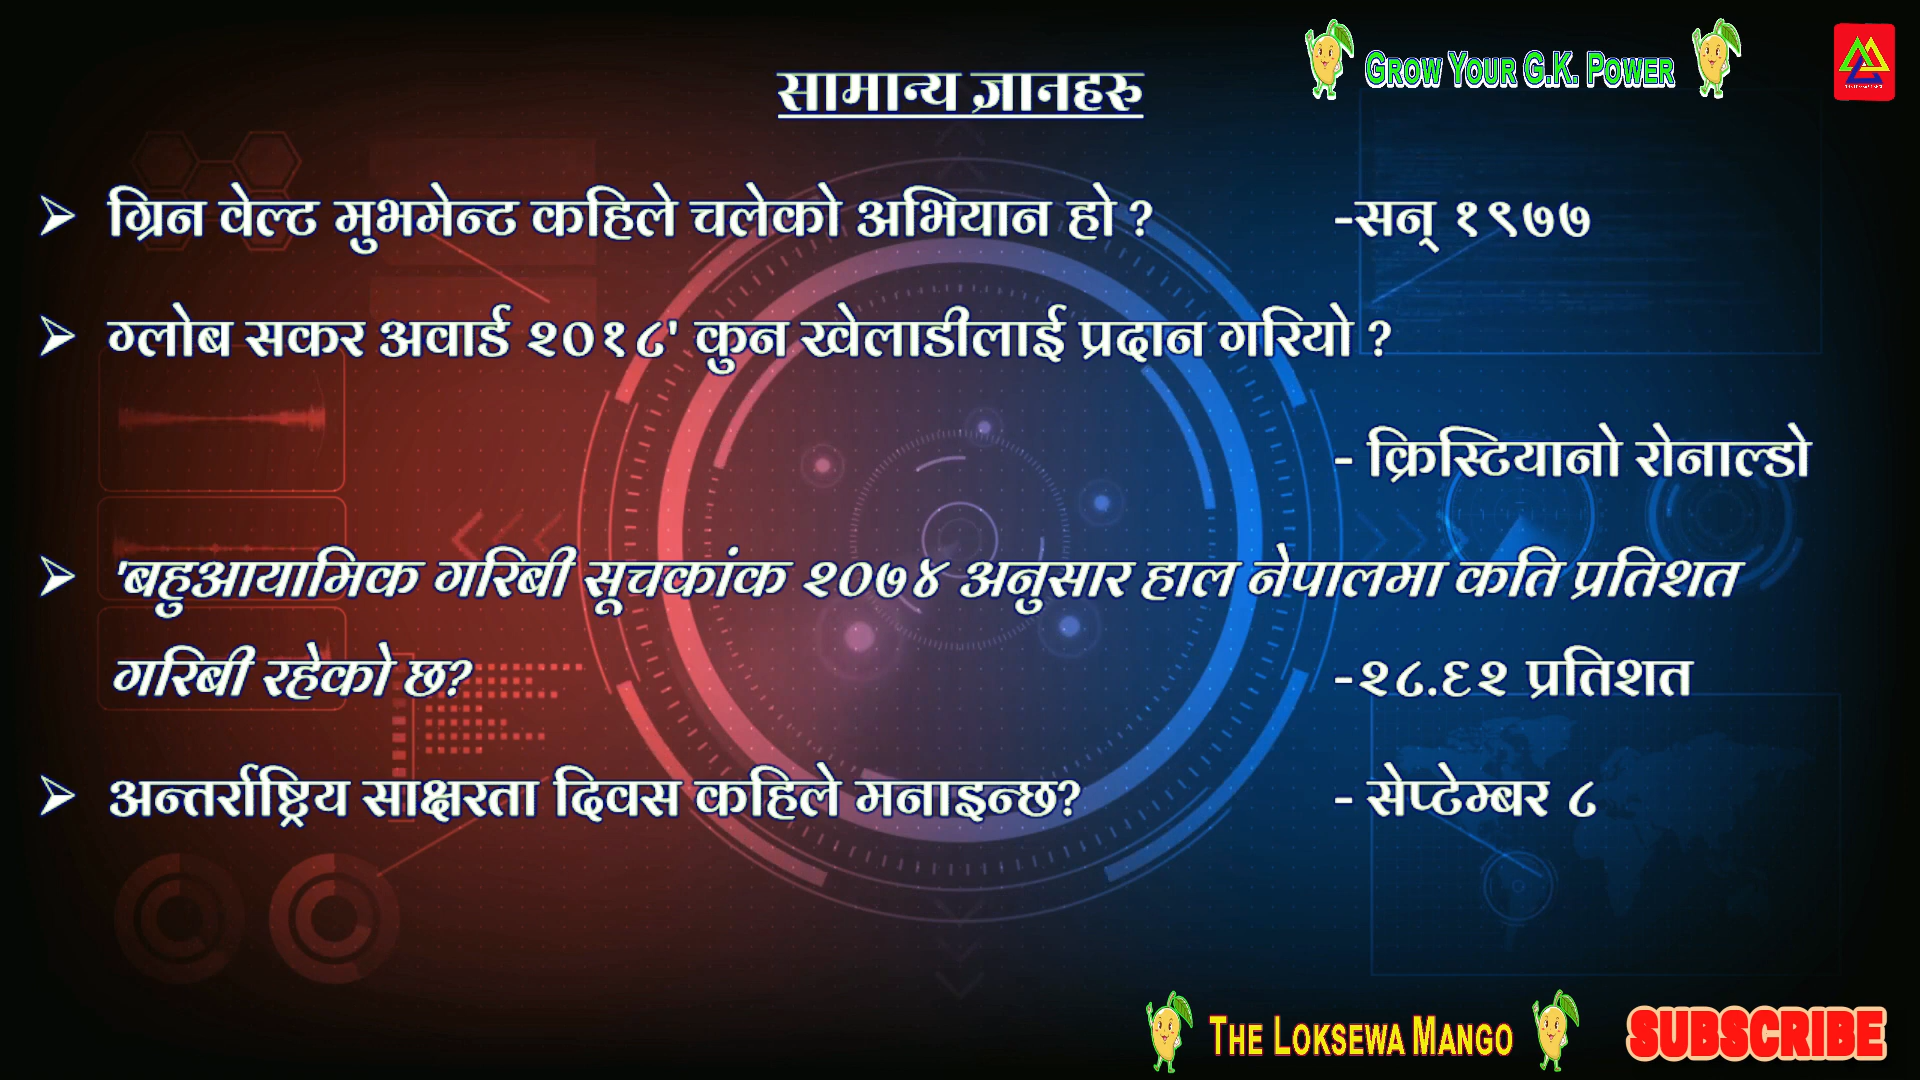 GROW YOUR G.K. POWER
सामान्य ज्ञानहरु
➢ ग्रिन वेल्ट मुभमेन्ट कहिले चलेको अभियान हो ? -सन् १९७७
➢ ग्लोब सकर अवार्ड २०१८' कुन खेलाडीलाई प्रदान गरियो ?
- क्रिस्टियानो रोनाल्डो
➢ 'बहुआयामिक गरिबी सूचकांक २०७४ अनुसार हाल नेपालमा कति प्रतिशत
गरिबी रहेको छ? -२८.६२ प्रतिशत
➢ अन्तर्राष्ट्रिय साक्षरता दिवस कहिले मनाइन्छ? - सेप्टेम्बर ८
THE LOKSEWA MANGO
SUBSCRIBE